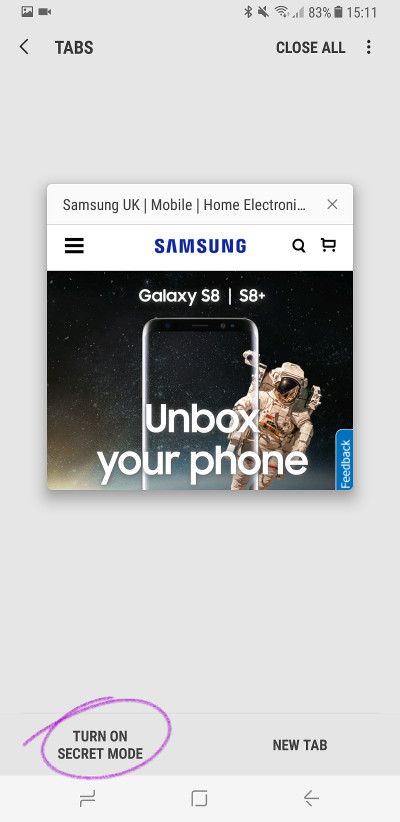 83% 15:11
TABS CLOSE ALL
Samsung UK | Mobile | Home Electroni...
SAMSUNG
Galaxy S8 | S8+
Unbox
your phone
Feedback
TURN ON
SECRET MODE
NEW TAB